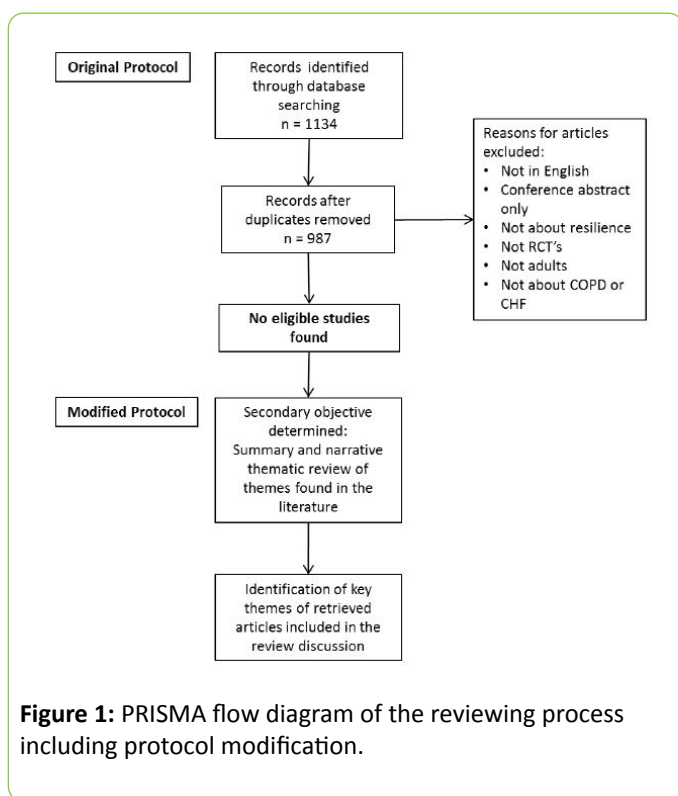 Original Protocol
Records identified
through database
searching
n = 1134
Reasons for articles
excluded:
• Not in English
• Conference abstract
only
• Not about resilience
• Not RCT's
• Not adults
• Not about COPD or
CHF
Records after
duplicates removed
n = 987
No eligible studies
found
Modified Protocol
Secondary objective
determined:
Summary and narrative
thematic review of
themes found in the
literature
Identification of key
themes of retrieved
articles included in the
review discussion
Figure 1: PRISMA flow diagram of the reviewing process
including protocol modification.